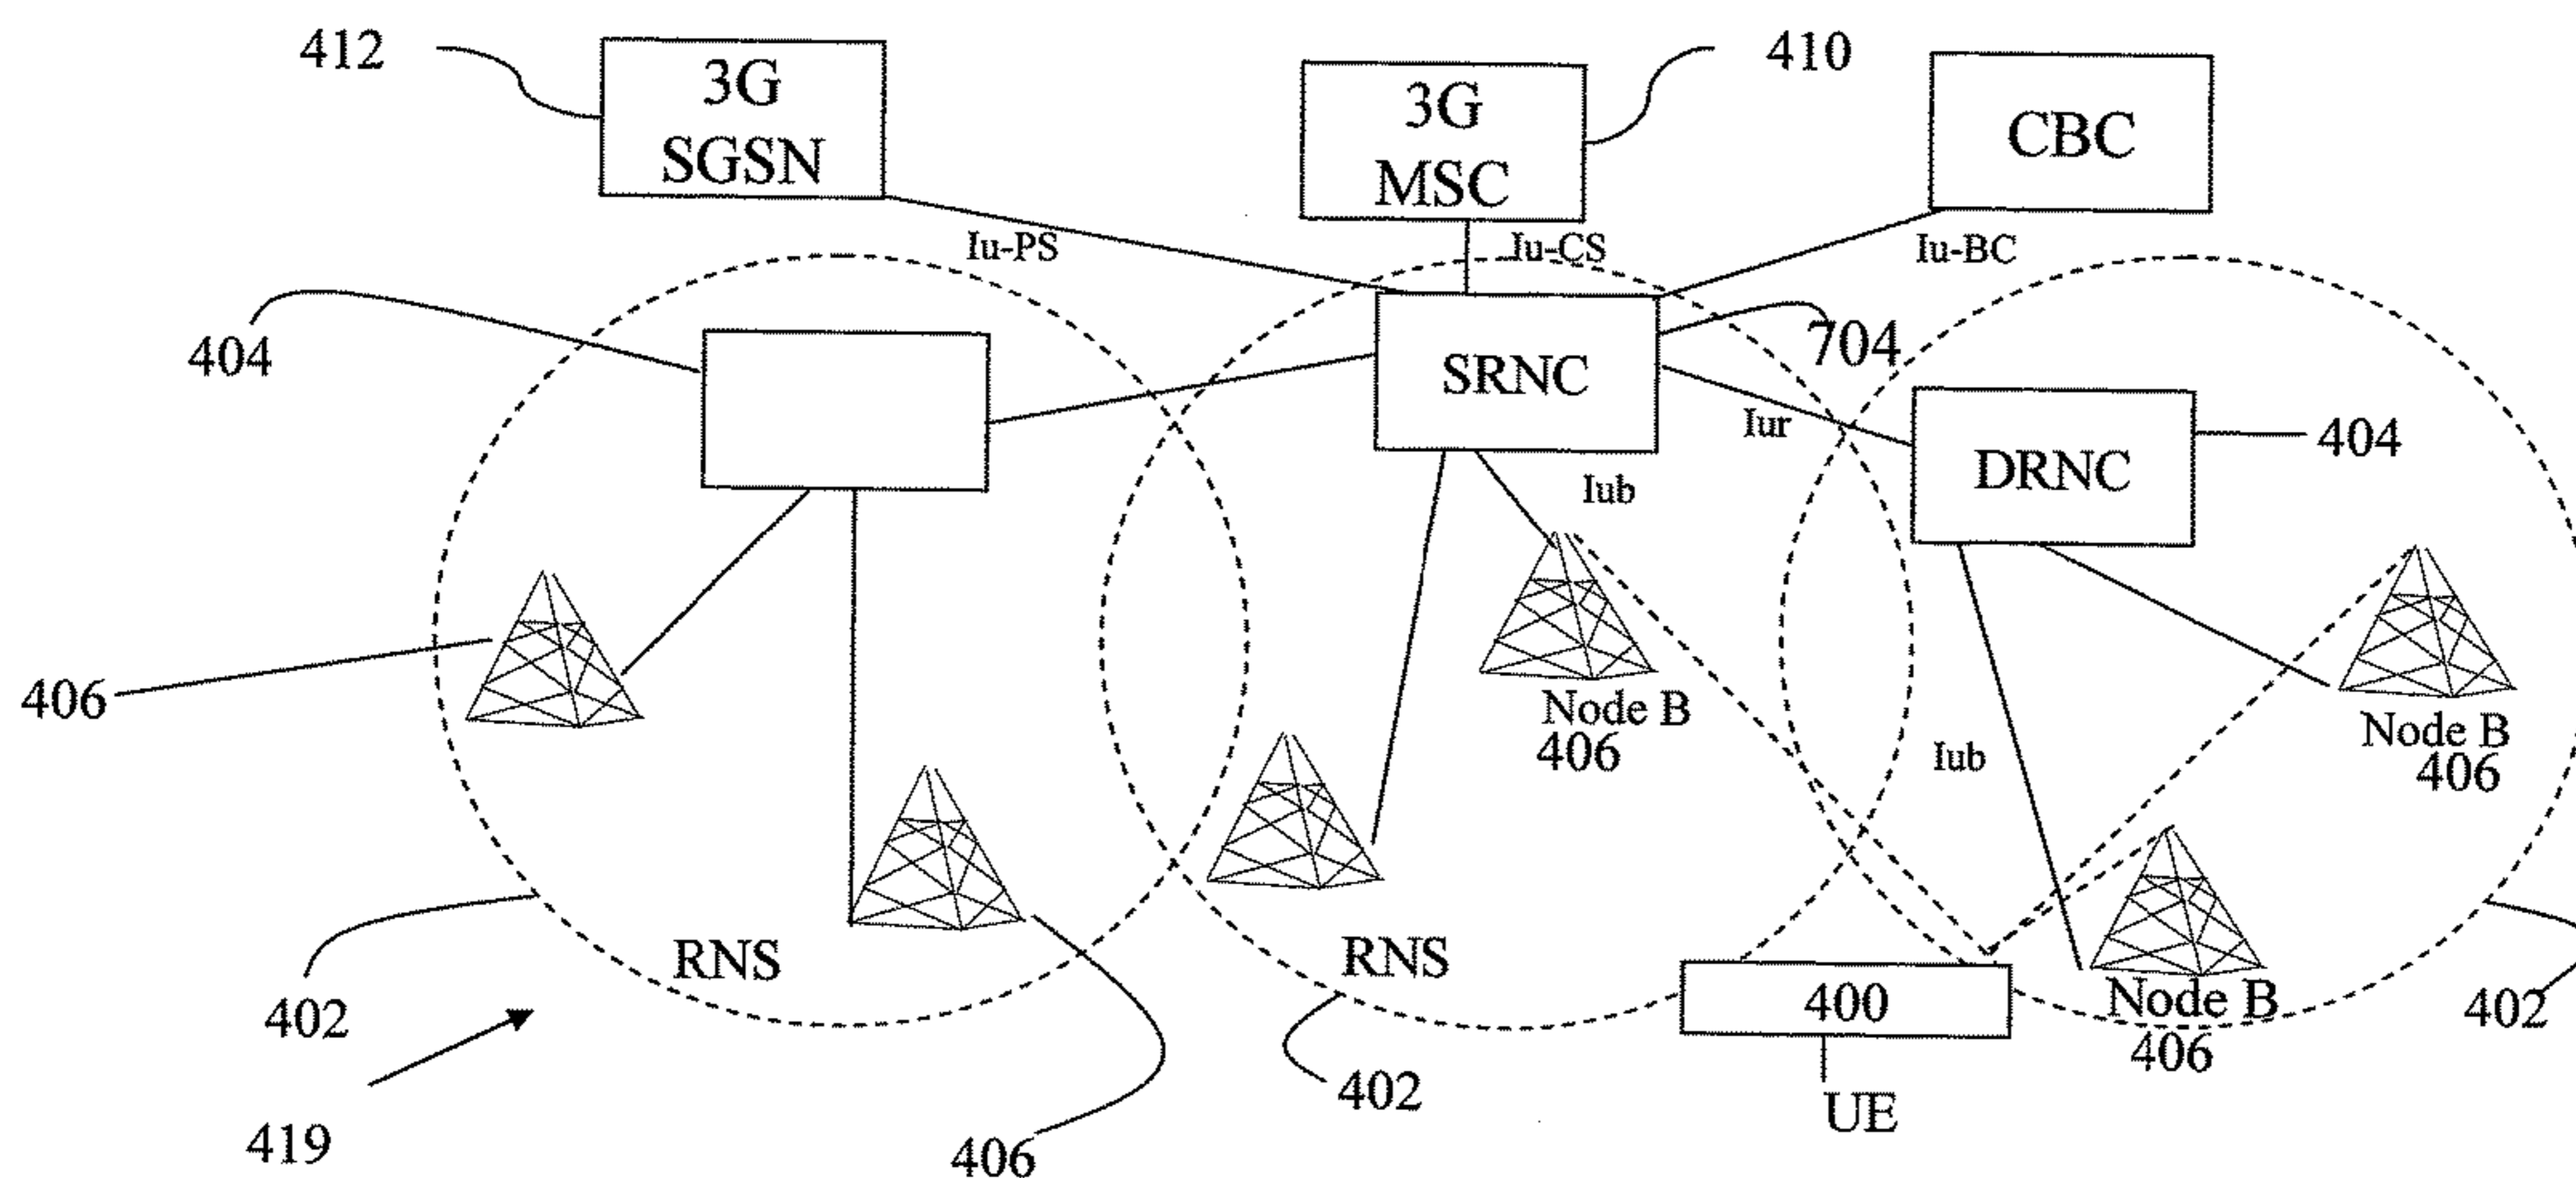 412
3G
SGSN
3G
MSC
410
CBC
Iu-PS
Iu-CS
Iu-BC
404
SRNC
704
Iur
DRNC
404
Iub
406
Node B
406
Iub
Node B
406
RNS
RNS
402
402
400
Node B
406
402
UE
419
406